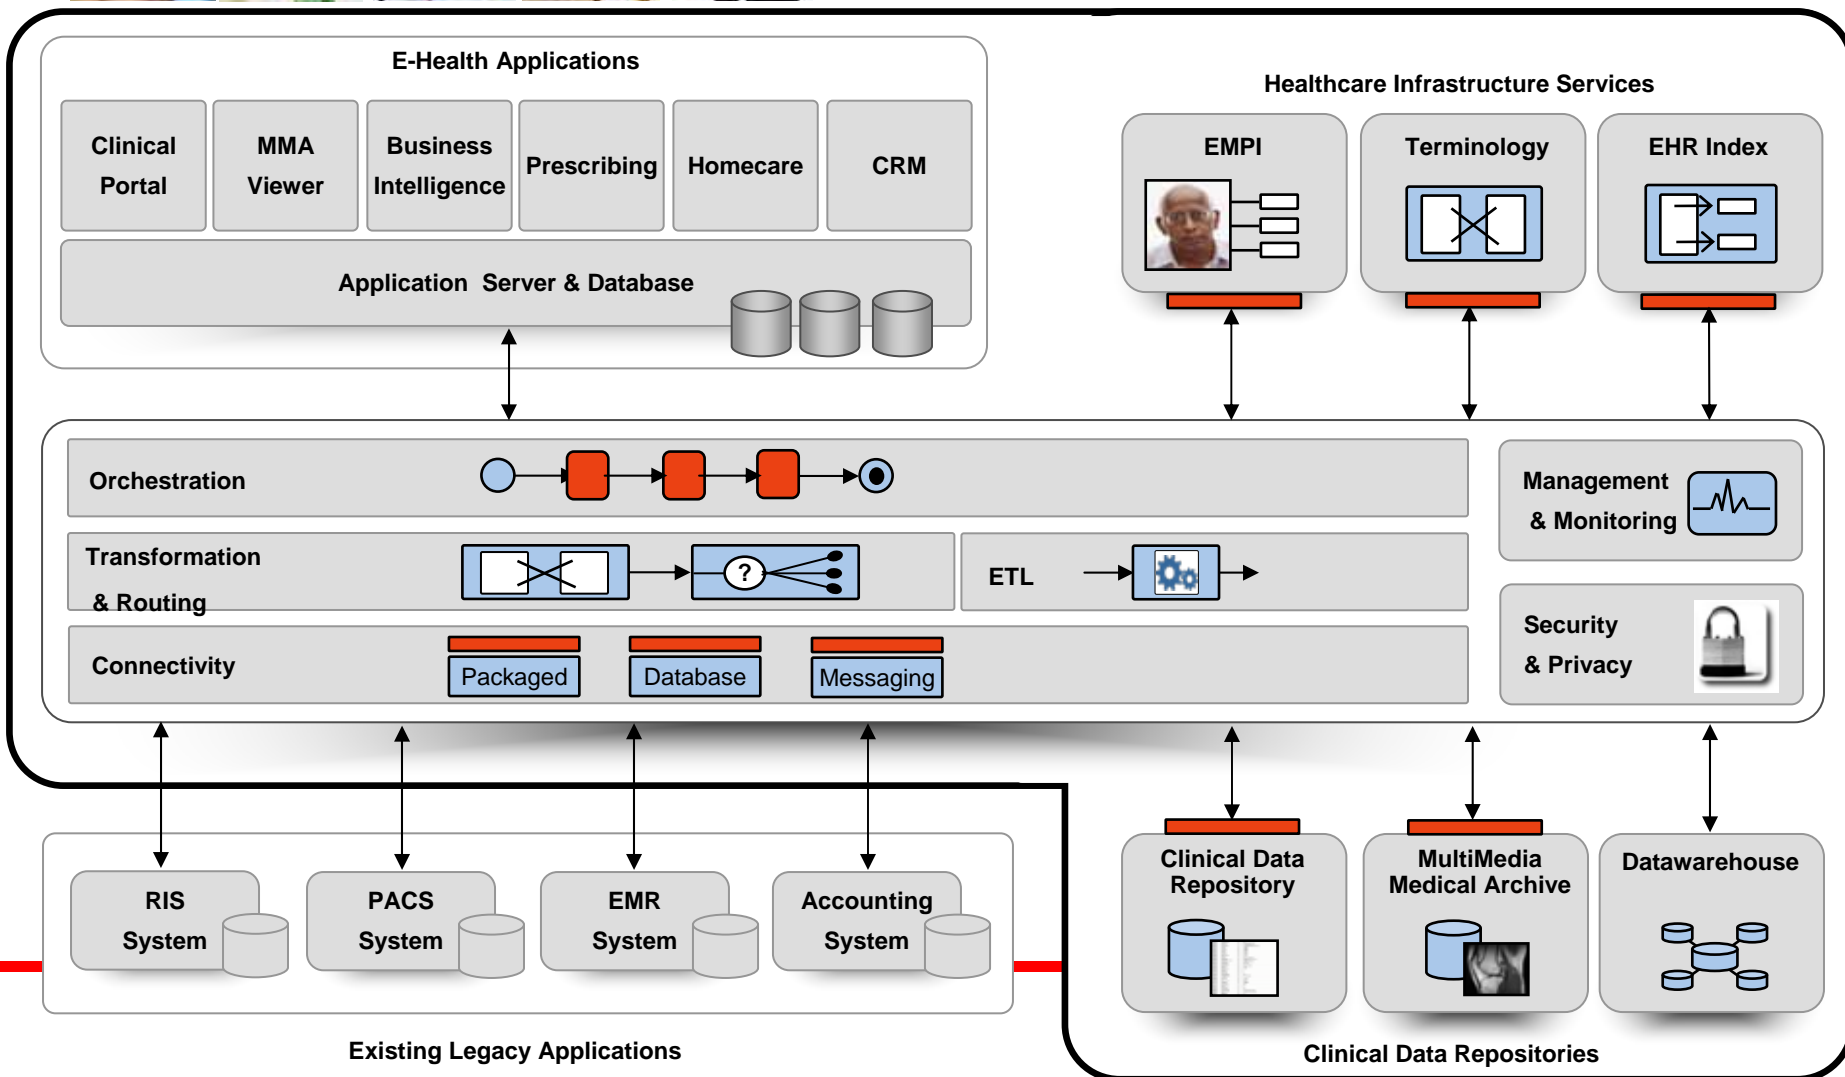 E-Health Applications
Clinical
Portal
MMA
Viewer
Business
Intelligence
Prescribing
Homecare
CRM
Application Server & Database
Healthcare Infrastructure Services
EMPI
Terminology
EHR Index
Orchestration
Transformation
& Routing
?
ETL
Connectivity
Packaged
Database
Messaging
Management
& Monitoring
Security
& Privacy
RIS
System
PACS
System
EMR
System
Accounting
System
Existing Legacy Applications
Clinical Data
Repository
MultiMedia
Medical Archive
Datawarehouse
Clinical Data Repositories